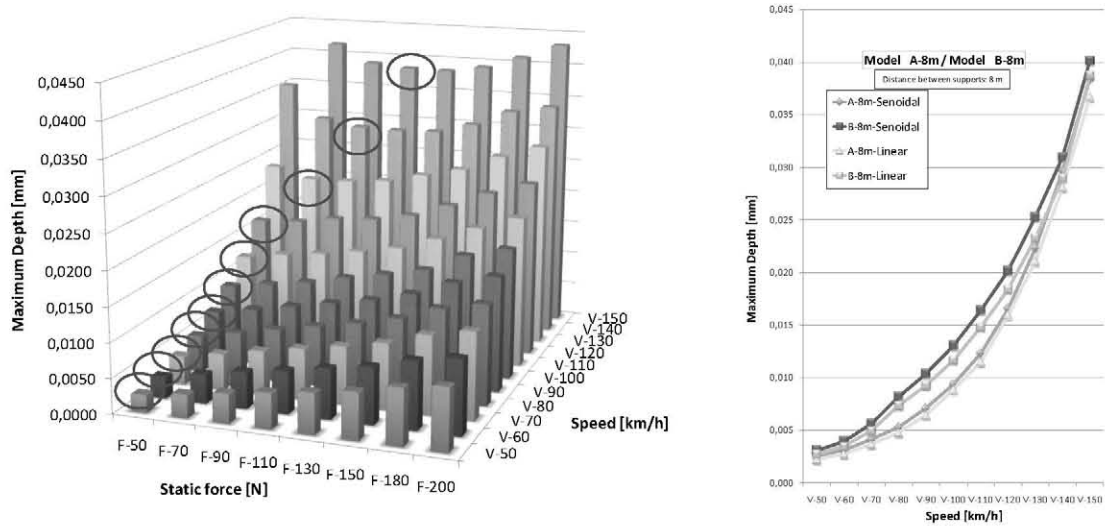 0,0450
0,0400
0,0350
0,0300
0,0250
0,0200
0,0150
0,0100
0,0050
0,0000
Maximum Depth [mm]
F-50
F-70
F-90
F-110
F-130
F-150
F-180
F-200
Static force [N]
V-150
V-140
V-130
V-120
V-110
V-100
V-90
V-80
V-70
V-60
V-50
Speed [km/h]
0,045
0,040
0,035
0,030
0,025
0,020
0,015
0,010
0,005
0,000
Maximum Depth [mm]
Model A-8m / Model B-8m
Distance between supports: 8 m
A-8m-Senoidal
B-8m-Senoidal
A-8m-Linear
B-8m-Linear
V-50 V-60 V-70 V-80 V-90 V-100 V-110 V-120 V-130 V-140 V-150
Speed [km/h]